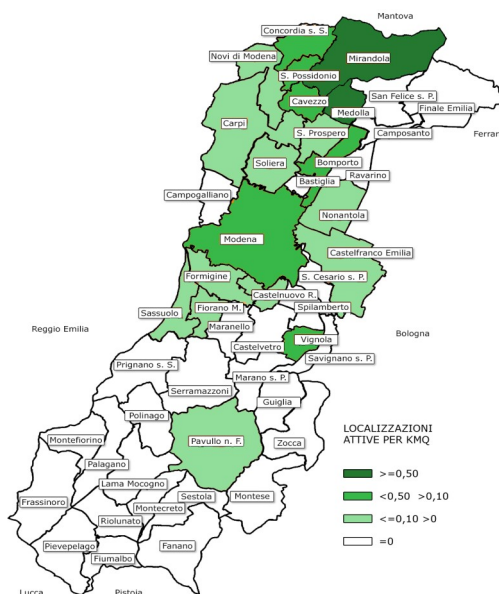 Mantova
Concordia s. S.
Novi di Modena
Mirandola
S. Possidonio
San Felice s. P.
Cavezzo
Finale Emilia
Medolla
Carpi
S. Prospero
Camposanto
Ferrar
Soliera
Bomporto
Ravarino
Bastiglia
Campogalliano
Nonantola
Modena
Castelfranco Emilia
S. Cesario s. P.
Formigine
Castelnuovo R.
Sassuolo
Fiorano M.
Spilamberto
Reggio Emilia
Maranello
Bologna
Vignola
Castelvetro
Savignano s. P.
Prignano s. S.
Marano s. P.
Serramazzoni
Guiglia
Polinago
LOCALIZZAZIONI
ATTIVE PER KMQ
Montefiorino
Pavullo n. F.
Zocca
Palagano
>=0,50
Lama Mocogno
Sestola
Montese
<0,50 >0,10
Frassinoro
Montecreto
Riolunato
<=0,10 >0
Pievepelago
Fanano
=0
Fiumalbo
Lucca
Pistoia